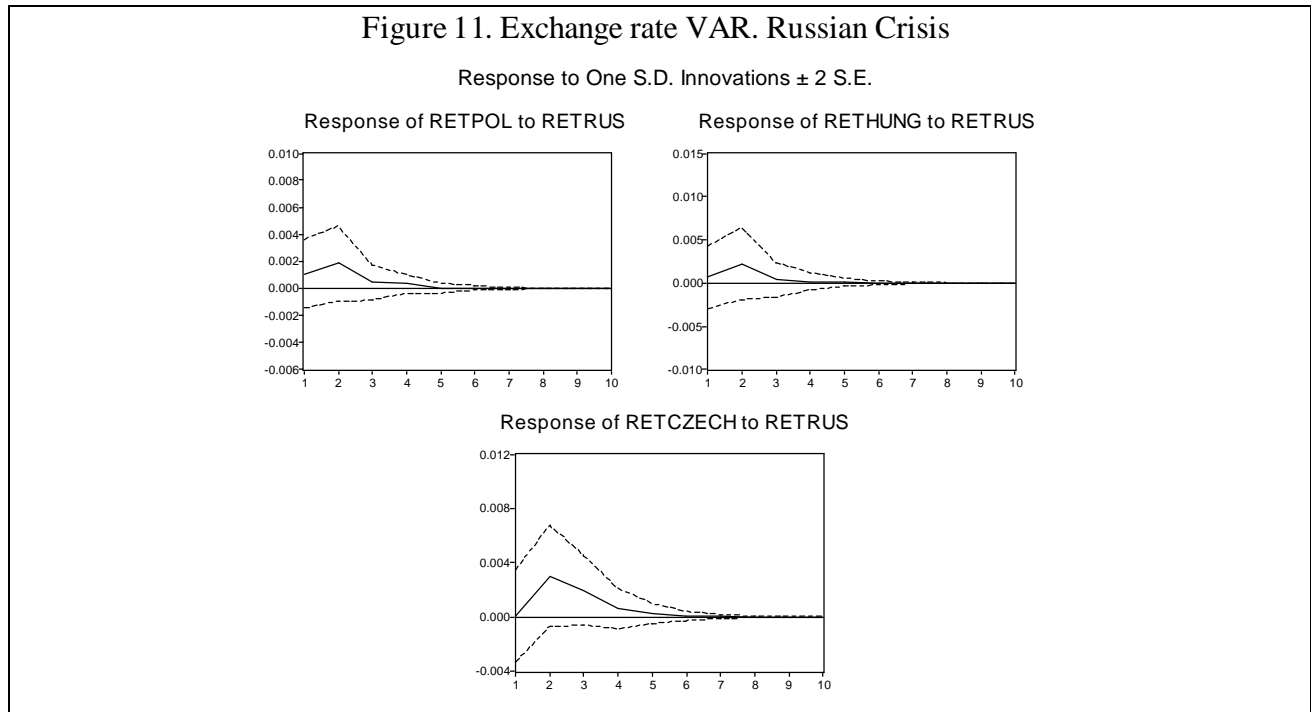 Figure 11. Exchange rate VAR. Russian Crisis
Response to One S.D. Innovations ± 2 S.E.
Response of RETPOL to RETRUS
0.010
0.008
0.006
0.004
0.002
0.000
-0.002
-0.004
-0.006
1 2 3 4 5 6 7 8 9 10
Response of RETHUNG to RETRUS
0.015
0.010
0.005
0.000
-0.005
-0.010
1 2 3 4 5 6 7 8 9 10
Response of RETCZECH to RETRUS
0.012
0.008
0.004
0.000
-0.004
1 2 3 4 5 6 7 8 9 10